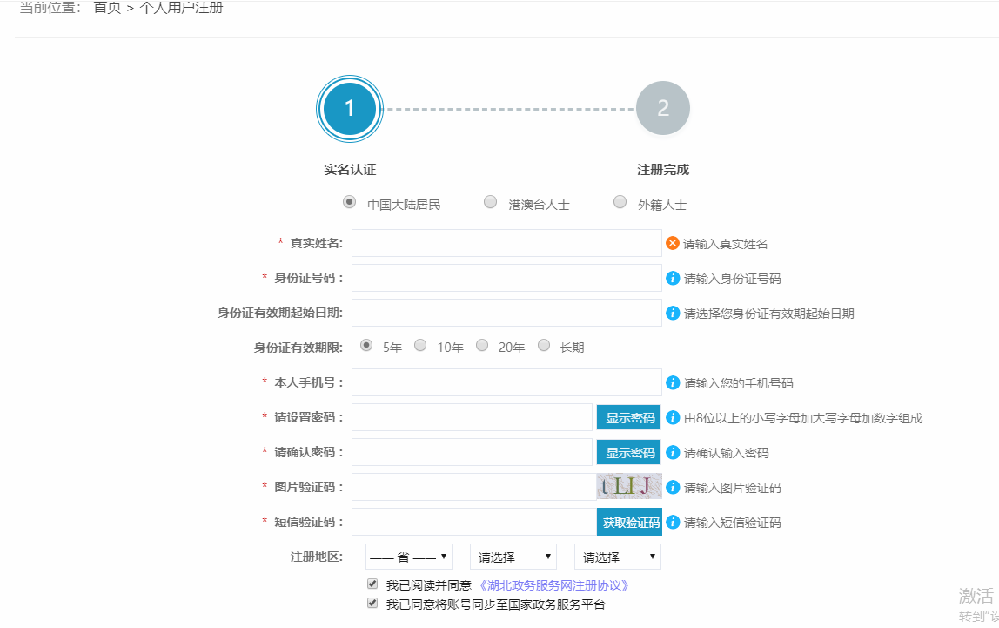 当前位置： 首页 > 个人用户注册
1 2
实名认证 注册完成
中国大陆居民 港澳台人士 外籍人士
* 真实姓名: 请输入真实姓名
* 身份证号码： 请输入身份证号码
身份证有效期起始日期: 请选择您身份证有效期起始日期
身份证有效期限: 5年 10年 20年 长期
* 本人手机号： 请输入您的手机号码
* 请设置密码： 显示密码 由8位以上的小写字母加大写字母加数字组成
* 请确认密码： 显示密码 请确认输入密码
* 图片验证码： tLIJ 请输入图片验证码
* 短信验证码： 获取验证码 请输入短信验证码
注册地区: —— 省 —— 请选择 请选择
我已阅读并同意 《湖北政务服务网注册协议》
我已同意将账号同步至国家政务服务平台
激活
转到"设